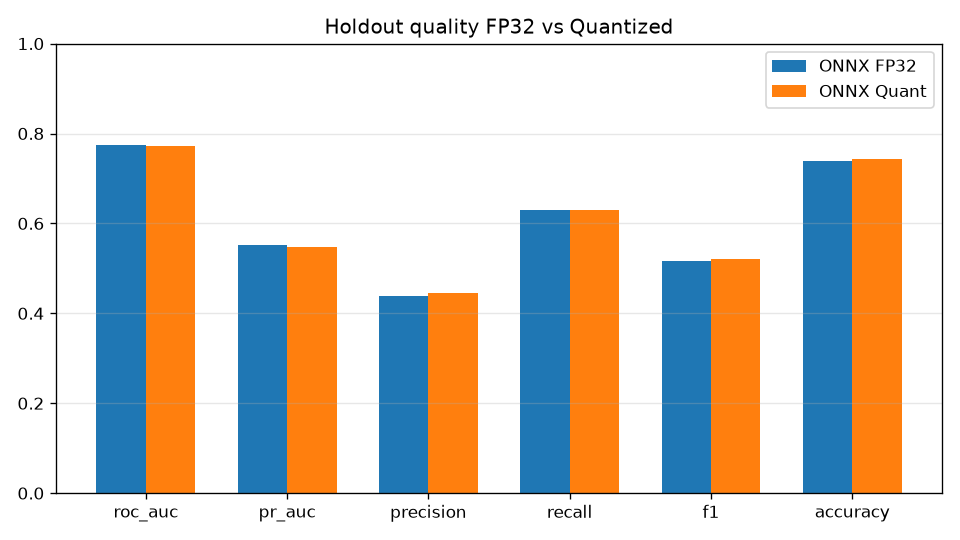 Holdout quality FP32 vs Quantized
ONNX FP32
ONNX Quant
1.0
0.8
0.6
0.4
0.2
0.0
roc_auc pr_auc precision recall f1 accuracy